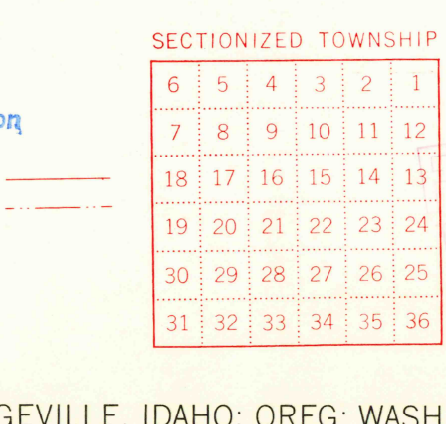 SECTIONIZED TOWNSHIP
6 5 4 3 2 1
7 8 9 10 11 12
18 17 16 15 14 13
19 20 21 22 23 24
30 29 28 27 26 25
31 32 33 34 35 36
on
GEVILLE, IDAHO; OREG; WASH